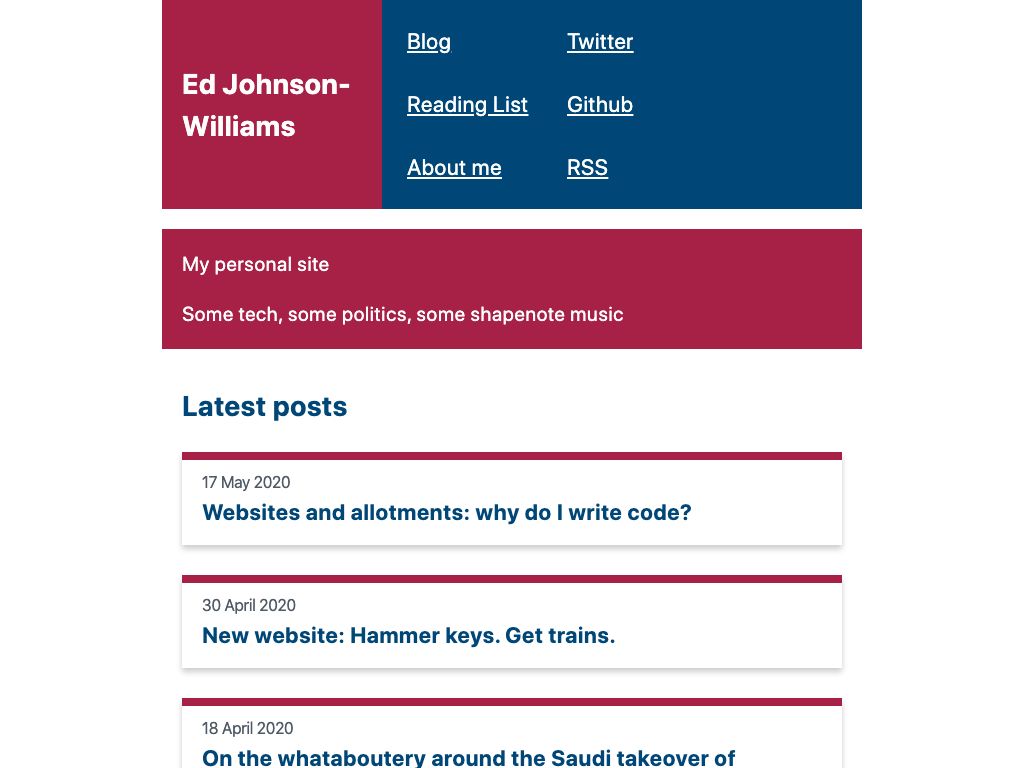 Ed Johnson-
Williams
Blog
Twitter
Reading List
Github
About me
RSS
My personal site
Some tech, some politics, some shapenote music
Latest posts
17 May 2020
Websites and allotments: why do I write code?
30 April 2020
New website: Hammer keys. Get trains.
18 April 2020
On the whataboutery around the Saudi takeover of